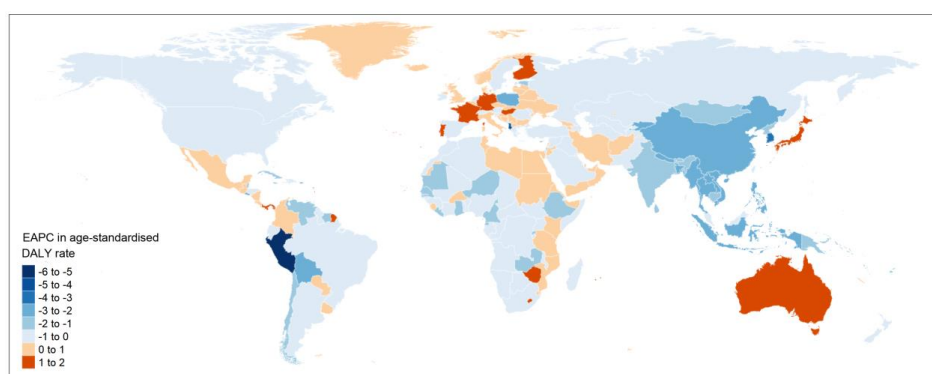 EAPC in age-standardised
DALY rate
-6 to -5
-5 to -4
-4 to -3
-3 to -2
-2 to -1
-1 to 0
0 to 1
1 to 2